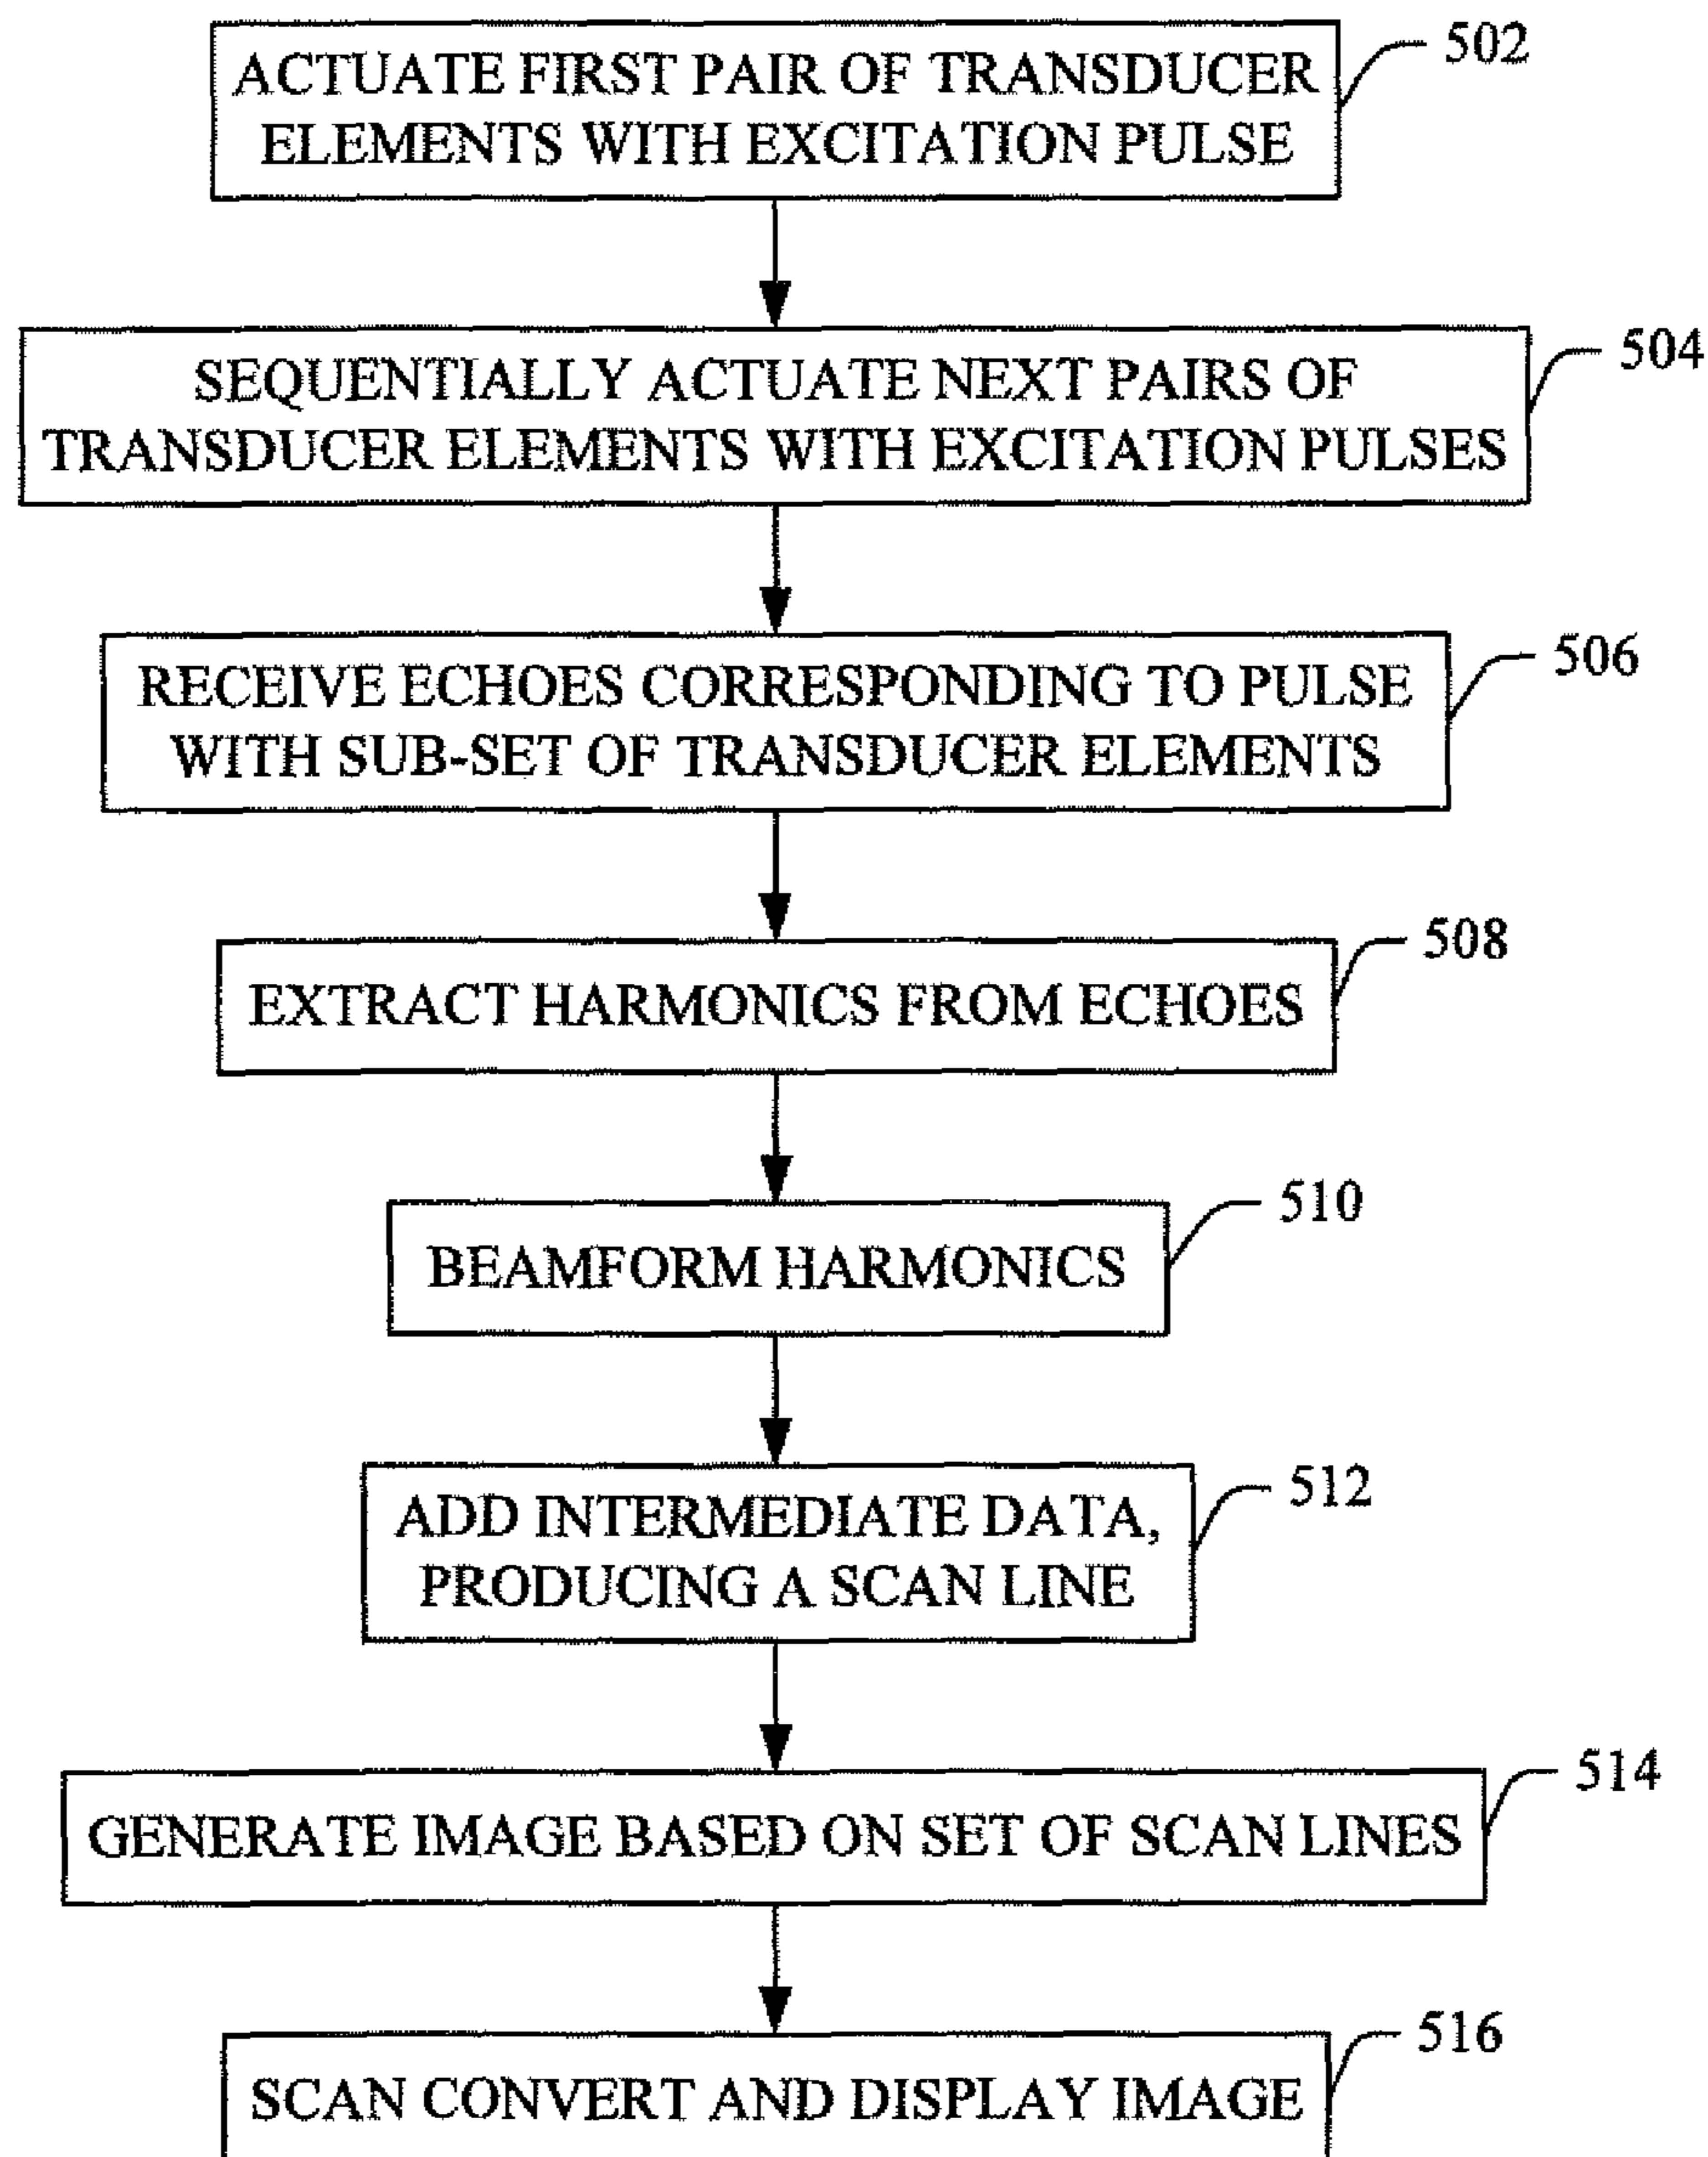 502
ACTUATE FIRST PAIR OF TRANSDUCER
ELEMENTS WITH EXCITATION PULSE
504
SEQUENTIALLY ACTUATE NEXT PAIRS OF
TRANSDUCER ELEMENTS WITH EXCITATION PULSES
506
RECEIVE ECHOES CORRESPONDING TO PULSE
WITH SUB-SET OF TRANSDUCER ELEMENTS
508
EXTRACT HARMONICS FROM ECHOES
510
BEAMFORM HARMONICS
512
ADD INTERMEDIATE DATA,
PRODUCING A SCAN LINE
514
GENERATE IMAGE BASED ON SET OF SCAN LINES
516
SCAN CONVERT AND DISPLAY IMAGE